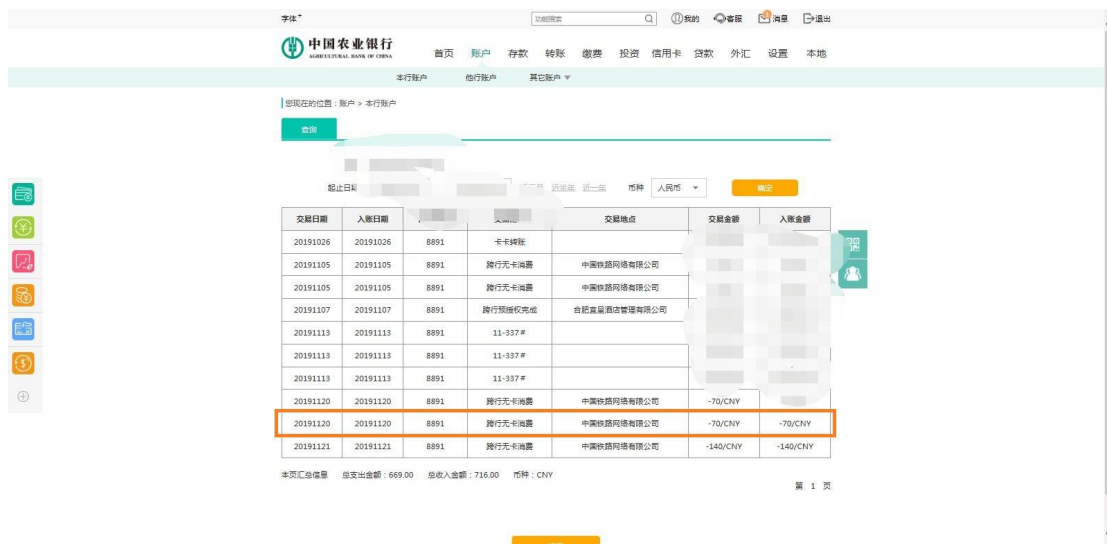 字体+ 功能搜索 我的 客服 消息 退出
中国农业银行
AGRICULTURAL BANK OF CHINA
首页 账户 存款 转账 缴费 投资 信用卡 贷款 外汇 设置 本地
本行账户 他行账户 其它账户
您现在的位置：账户 > 本行账户
查询
起止日期 近半年 近一年 币种 人民币 确定
交易日期 入账日期 交易地点 交易金额 入账金额
20191026 20191026 8891 卡卡转账
20191105 20191105 8891 跨行无卡消费 中国铁路网络有限公司
20191105 20191105 8891 跨行无卡消费 中国铁路网络有限公司
20191107 20191107 8891 跨行预授权完成 合肥宜呈酒店管理有限公司
20191113 20191113 8891 11-337#
20191113 20191113 8891 11-337#
20191113 20191113 8891 11-337#
20191120 20191120 8891 跨行无卡消费 中国铁路网络有限公司 -70/CNY
20191120 20191120 8891 跨行无卡消费 中国铁路网络有限公司 -70/CNY -70/CNY
20191121 20191121 8891 跨行无卡消费 中国铁路网络有限公司 -140/CNY -140/CNY
本页汇总信息 总支出金额：669.00 总收入金额：716.00 币种：CNY
第 1 页